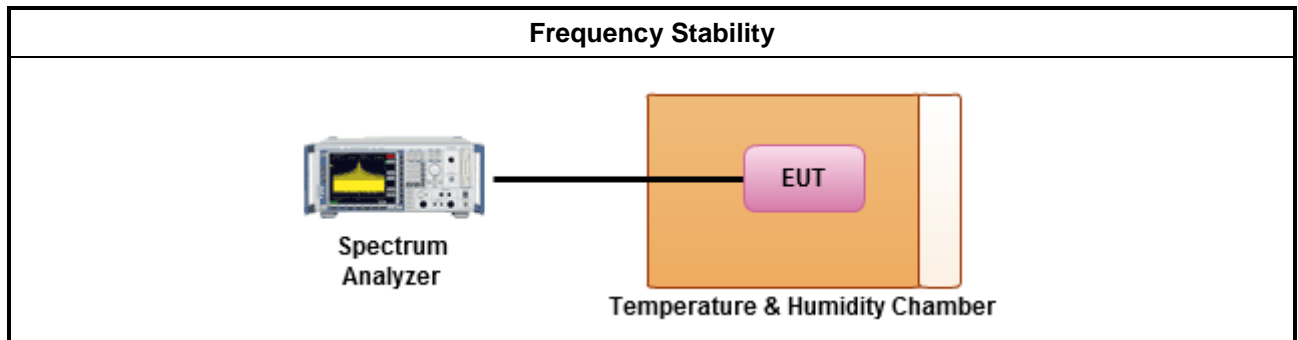 Frequency Stability
EUT
Spectrum
Analyzer
Temperature & Humidity Chamber